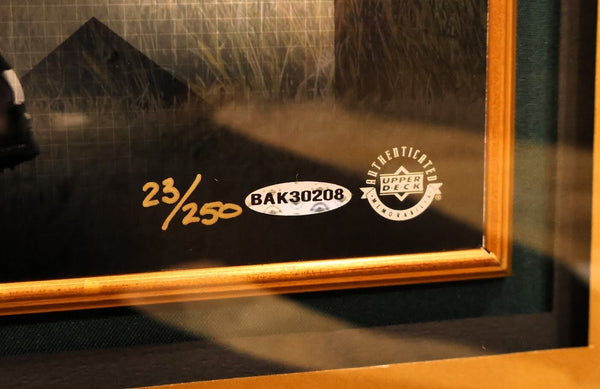 23/250
BAK30208
AUTHENTICATED
UPPER
DECK
MEMORABILIA